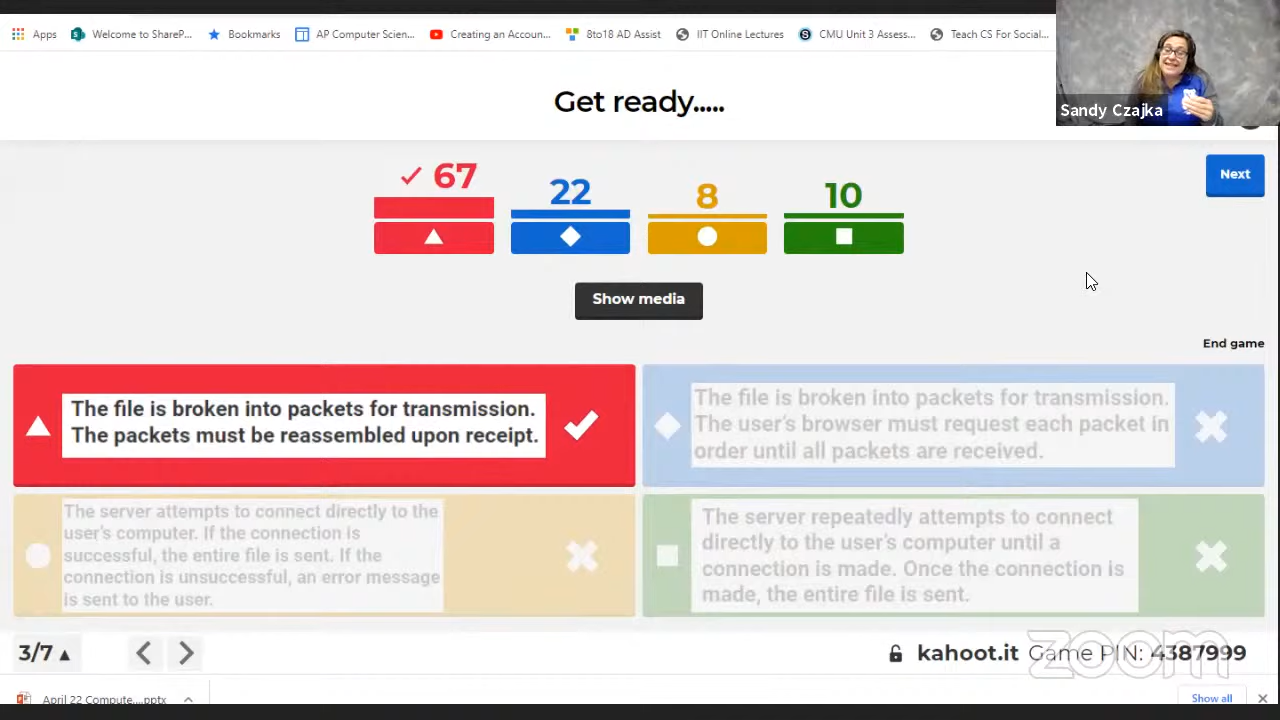 Apps
Welcome to ShareP...
Bookmarks
AP Computer Scien...
Creating an Accoun...
8to18 AD Assist
IIT Online Lectures
CMU Unit 3 Assess...
Teach CS For Social...
Sandy Czajka
Get ready.....
67
22
8
10
Next
Show media
End game
The file is broken into packets for transmission.
The packets must be reassembled upon receipt.
The file is broken into packets for transmission.
The user's browser must request each packet in
order until all packets are received.
The server attempts to connect directly to the
user's computer. If the connection is
successful, the entire file is sent. If the
connection is unsuccessful, an error message
is sent to the user.
The server repeatedly attempts to connect
directly to the user's computer until a
connection is made. Once the connection is
made, the entire file is sent.
3/7
kahoot.it Game PIN: 4387999
zoom
April 22 Compute....pptx
Show all